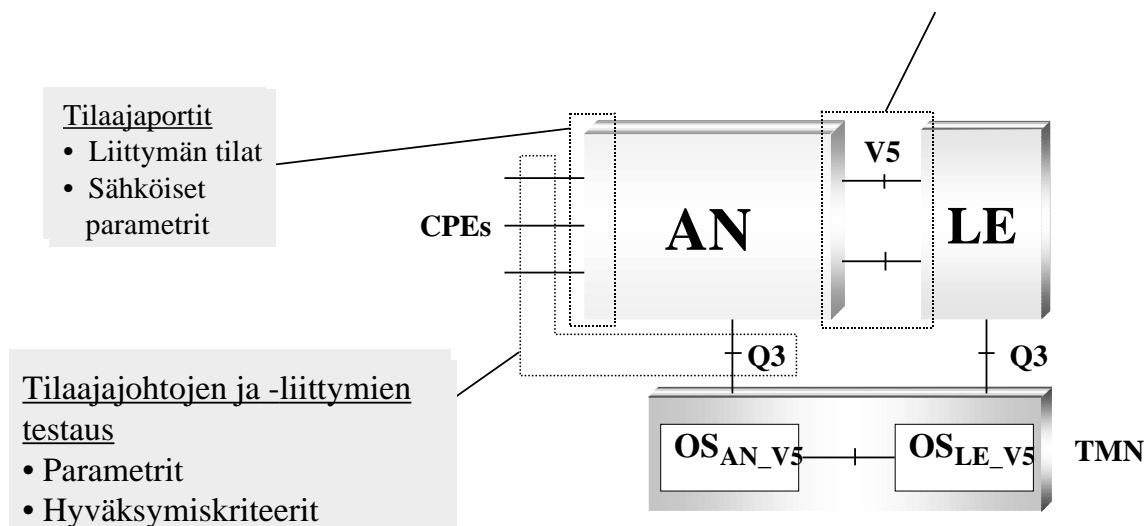 Tilaajaportit
• Liittymän tilat
• Sähköiset
parametrit
V5
CPEs
AN
LE
Q3
Q3
Tilaajajohtojen ja -liittymien
testaus
• Parametrit
• Hyväksymiskriteerit
OSAN_V5
OSLE_V5
TMN